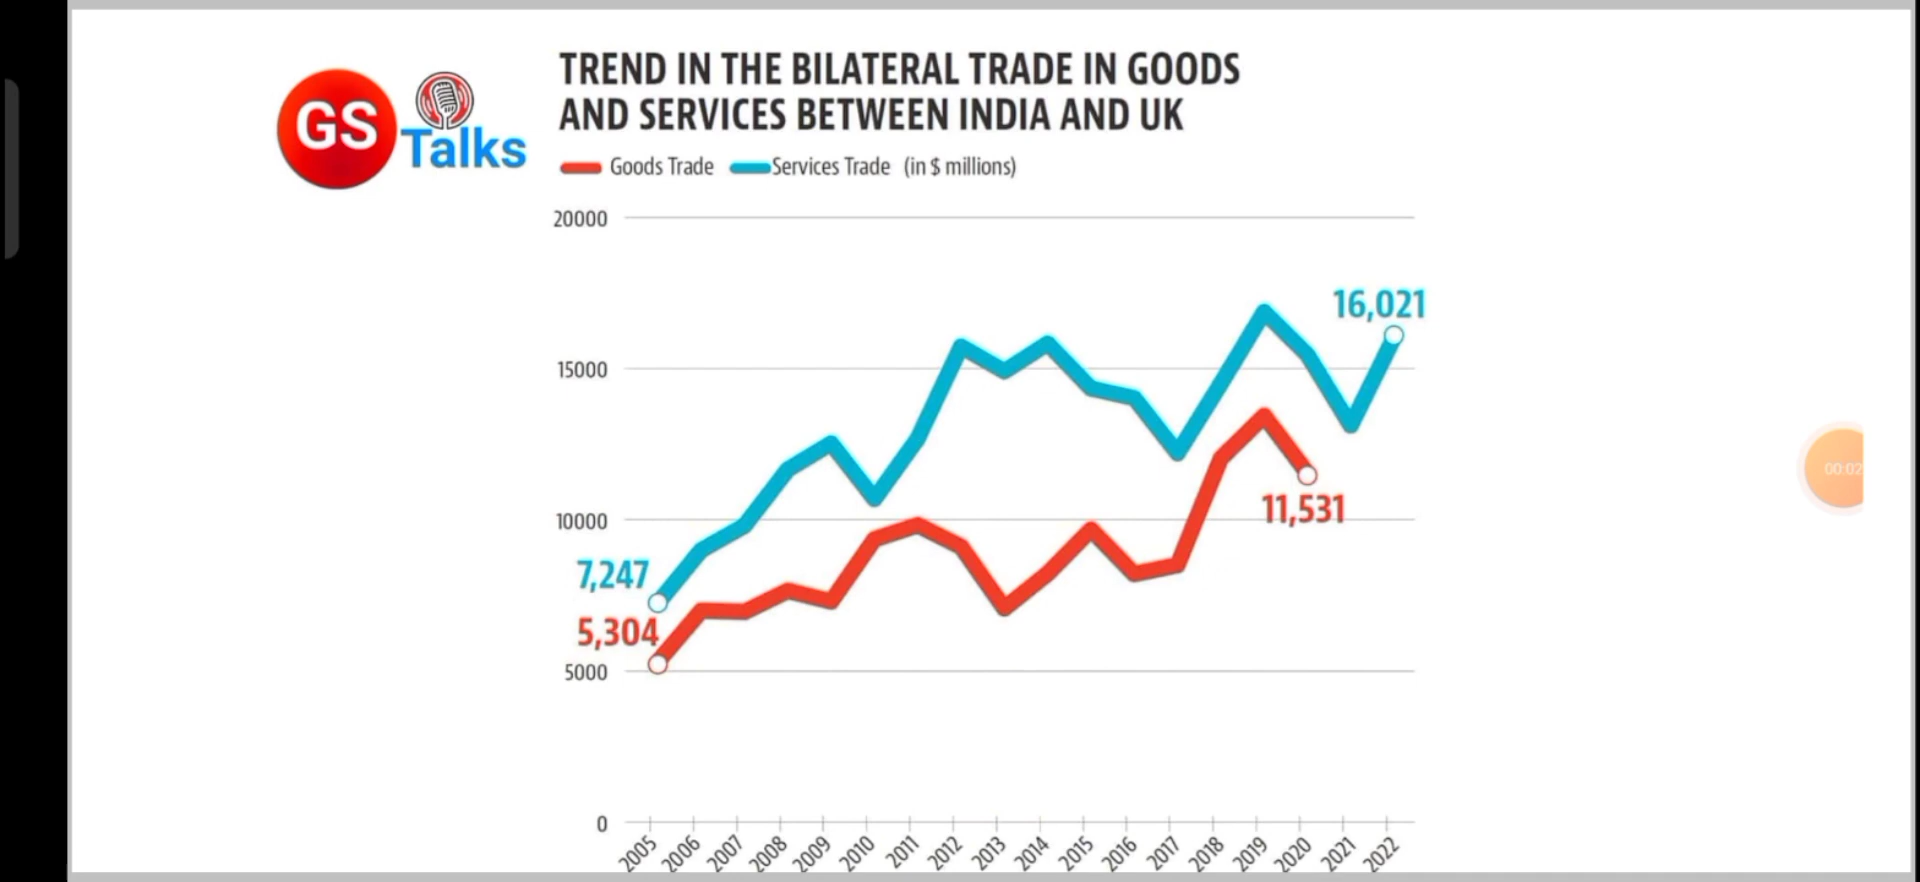 GS
Talks
TREND IN THE BILATERAL TRADE IN GOODS
AND SERVICES BETWEEN INDIA AND UK
Goods Trade Services Trade (in $ millions)
20000
16,021
15000
00:02
11,531
10000
7,247
5,304
5000
0
2005 2006 2007 2008 2009 2010 2011 2012 2013 2014 2015 2016 2017 2018 2019 2020 2021 2022